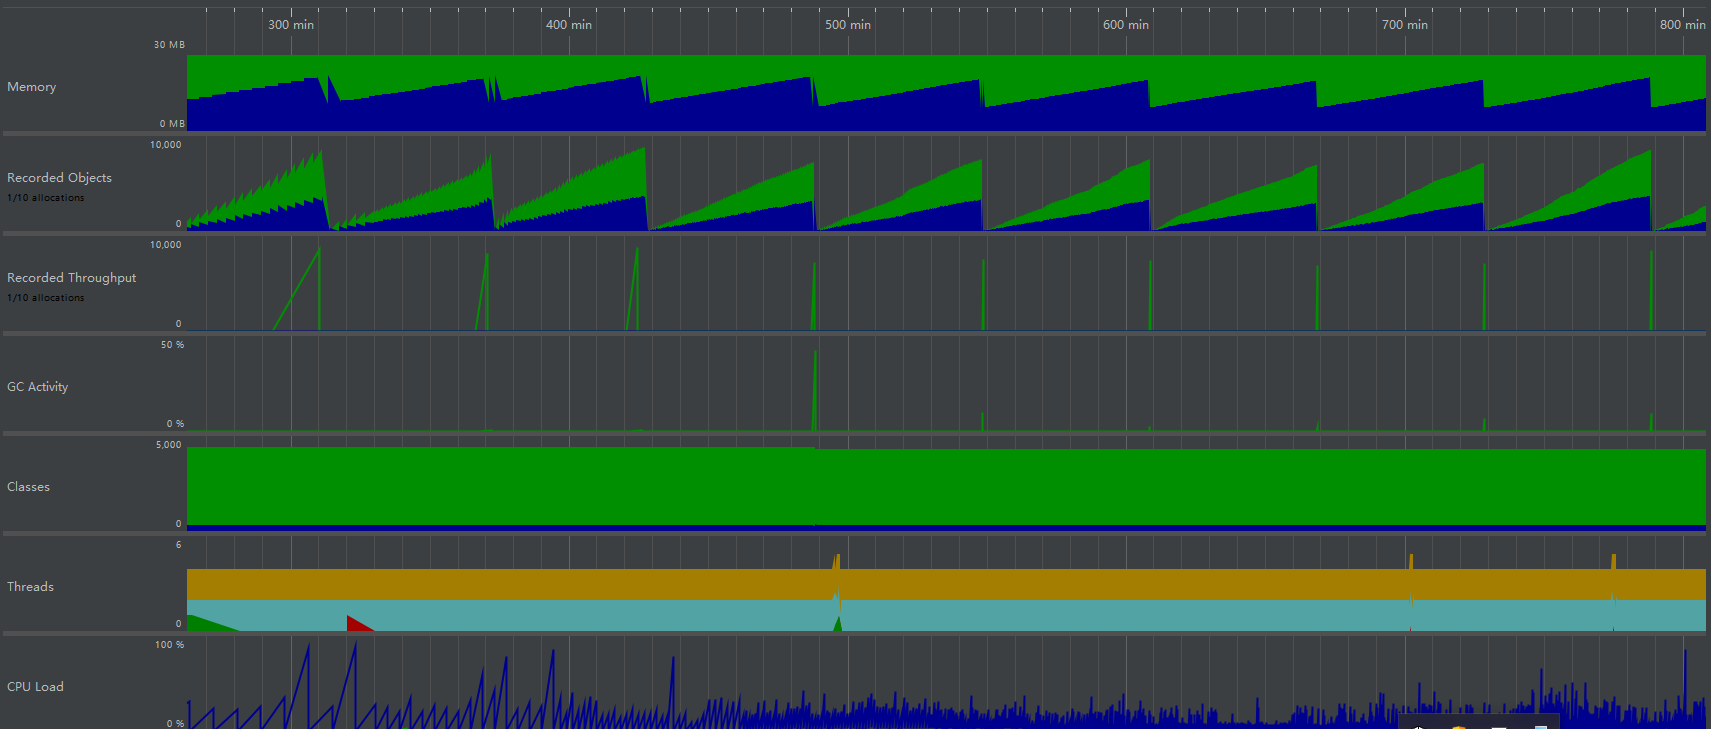 300 min 400 min 500 min 600 min 700 min 800 min
30 MB
Memory
0 MB
10,000
Recorded Objects
1/10 allocations
0
10,000
Recorded Throughput
1/10 allocations
0
50 %
GC Activity
0 %
5,000
Classes
0
6
Threads
0
100 %
CPU Load
0 %